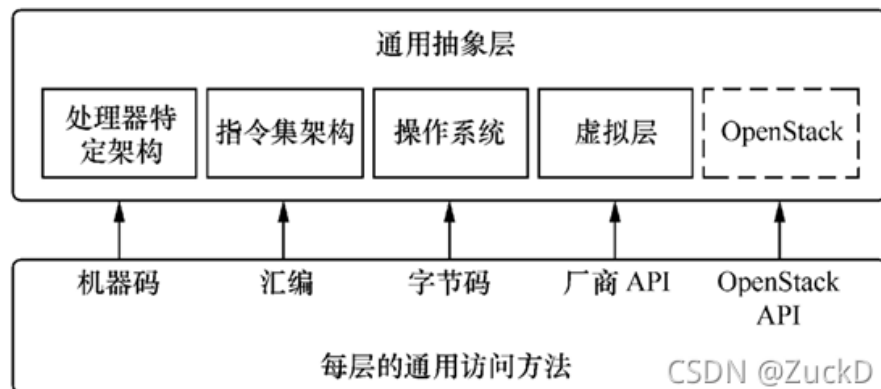 通用抽象层
处理器特
定架构
指令集架构
操作系统
虚拟层
OpenStack
机器码
汇编
字节码
厂商 API
OpenStack
API
每层的通用访问方法
CSDN @ZuckD